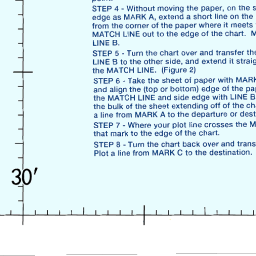 STEP 4 - Without moving the paper, on the s
edge as MARK A, extend a short line on the
from the corner of the paper where it meets
MATCH LINE out to the edge of the chart. M
LINE B.
STEP 5 - Turn the chart over and transfer the
LINE B to the other side, and extend it straig
the MATCH LINE. (Figure 2)
STEP 6 - Take the sheet of paper with MARK
and align the (top or bottom) edge of the pa
the MATCH LINE and side edge with LINE B
the bulk of the sheet extending off of the cha
a line from MARK A to the departure or dest
STEP 7 - Where your plot line crosses the M
that mark to the edge of the chart.
STEP 8 - Turn the chart back over and trans
Plot a line from MARK C to the destination.
30′